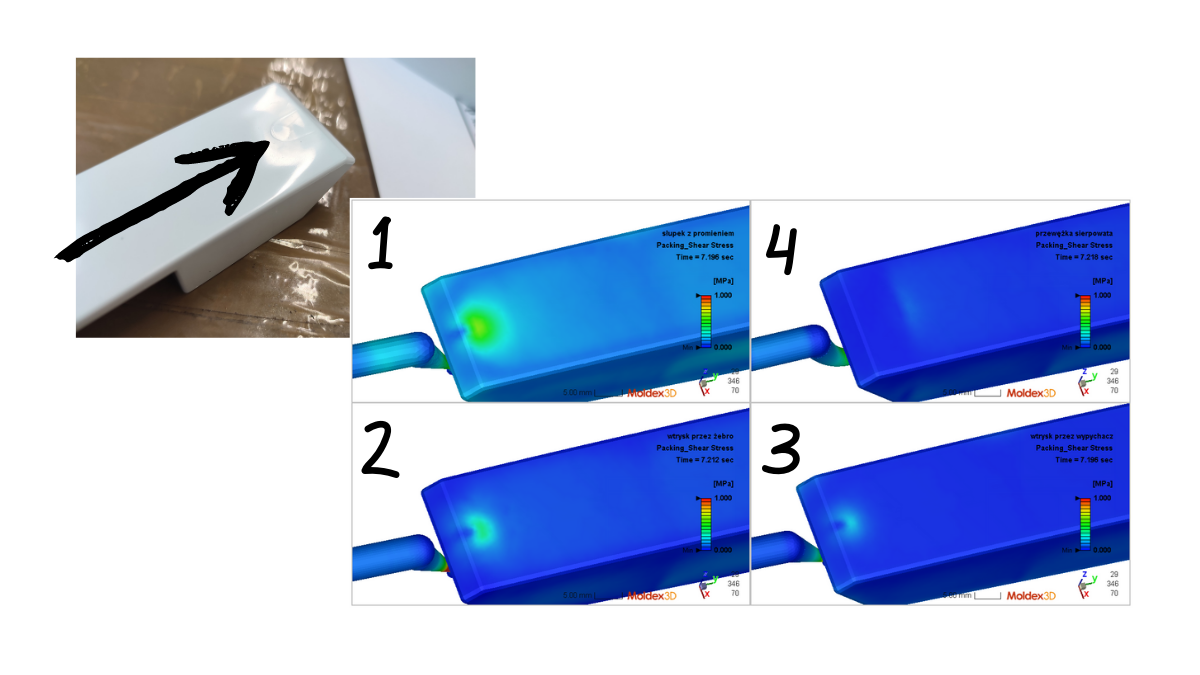 1
słupek z promieniem
Packing_Shear Stress
Time = 7.195 sec
[MPa]
1.000
Min
0.000
z
y
x
29
346
70
5.00 mm
Moldex3D
4
przewężka sierpowata
Packing_Shear Stress
Time = 7.216 sec
[MPa]
1.000
Min
0.000
z
y
x
29
346
70
Moldex3D
2
wtrysk przez żebro
Packing_Shear Stress
Time = 7.212 sec
[MPa]
1.000
Min
0.000
z
y
x
29
346
70
5.00 mm
Moldex3D
3
wtrysk przez wypychacz
Packing_Shear Stress
Time = 7.195 sec
[MPa]
1.000
Min
0.000
z
y
x
29
346
70
5.00 mm
Moldex3D